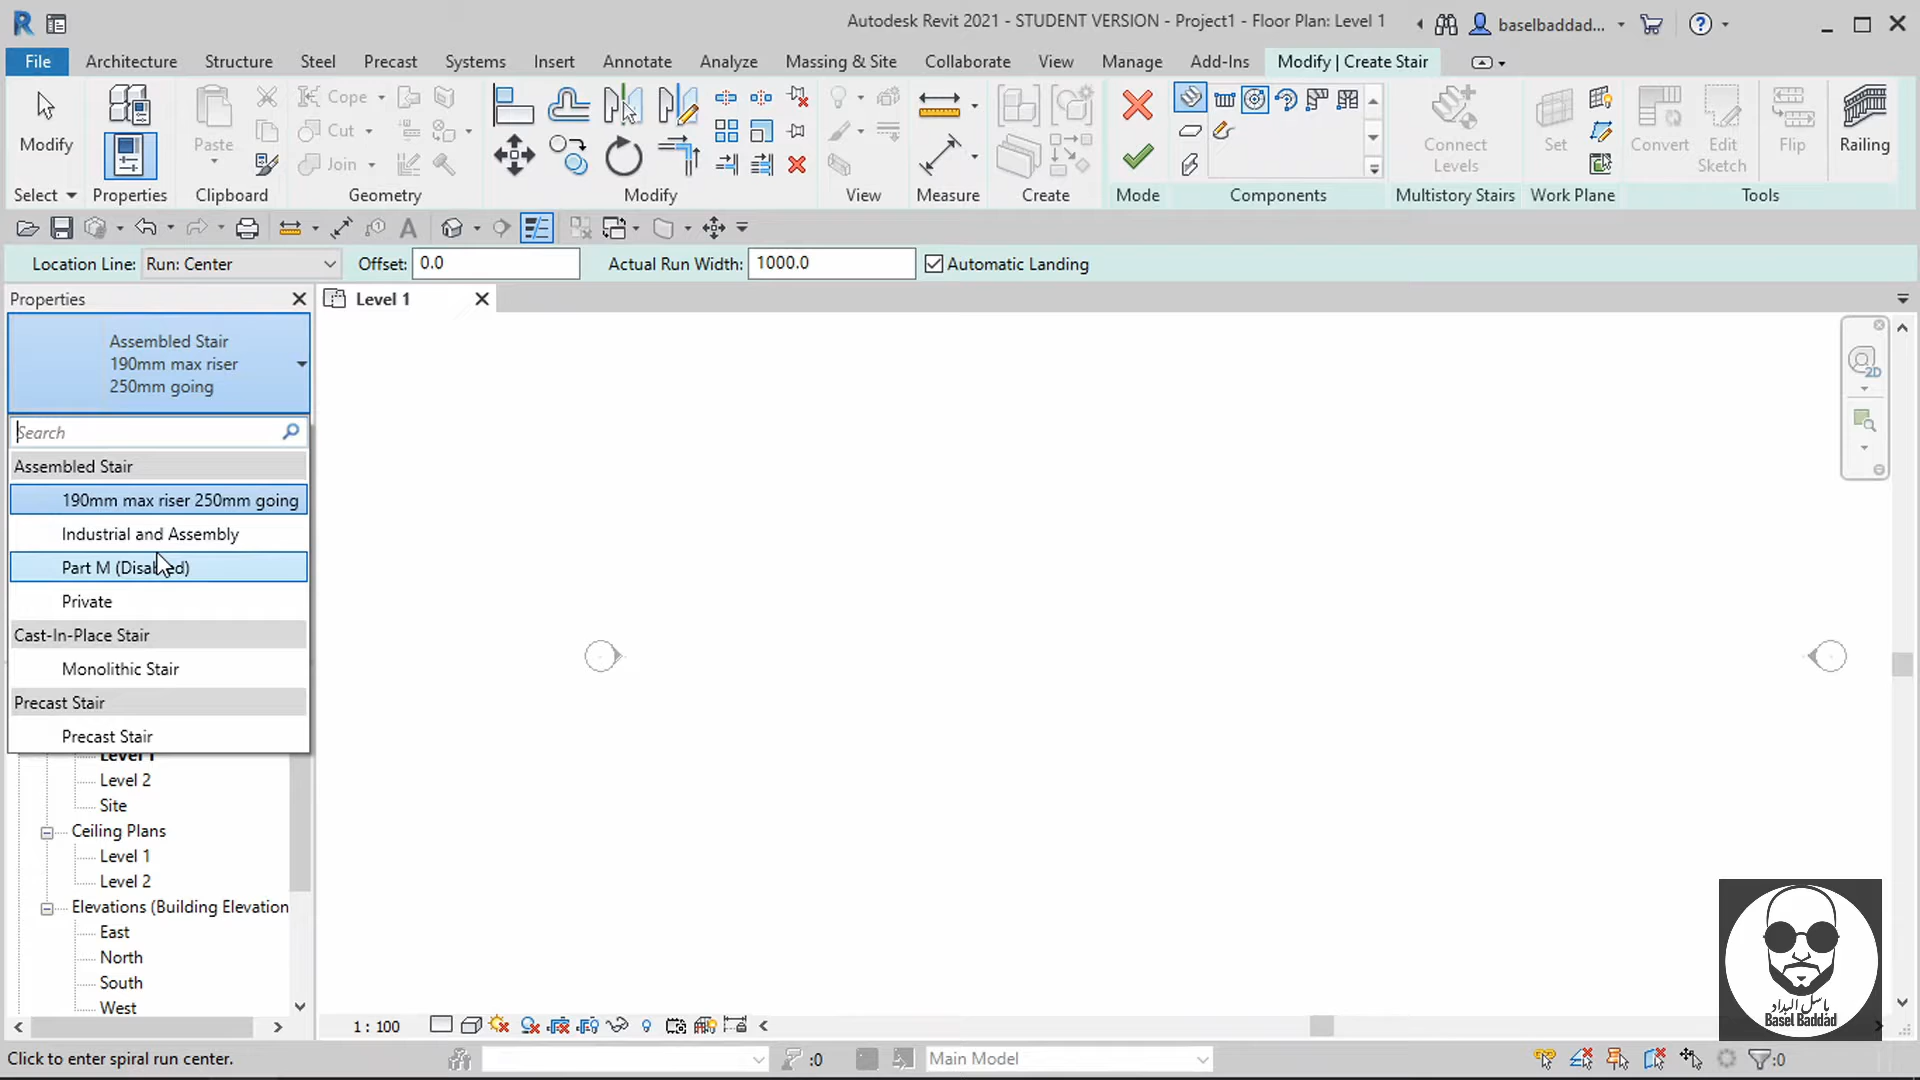 Autodesk Revit 2021 - STUDENT VERSION - Project1 - Floor Plan: Level 1
baselbaddad...
File Architecture Structure Steel Precast Systems Insert Annotate Analyze Massing & Site Collaborate View Manage Add-Ins Modify | Create Stair
Modify
Paste
Cope
Cut
Join
Connect Levels
Set
Convert
Edit Sketch
Flip
Railing
Select Properties Clipboard Geometry Modify View Measure Create Mode Components Multistory Stairs Work Plane Tools
Location Line: Run: Center Offset: 0.0 Actual Run Width: 1000.0 Automatic Landing
Properties
Level 1
Assembled Stair
190mm max riser
250mm going
Search
Assembled Stair
190mm max riser 250mm going
Industrial and Assembly
Part M (Disabled)
Private
Cast-In-Place Stair
Monolithic Stair
Precast Stair
Precast Stair
Level 1
Level 2
Site
Ceiling Plans
Level 1
Level 2
Elevations (Building Elevation
East
North
South
West
2D
1 : 100
باسل البداد
Basel Baddad
Click to enter spiral run center.
:0
Main Model
:0